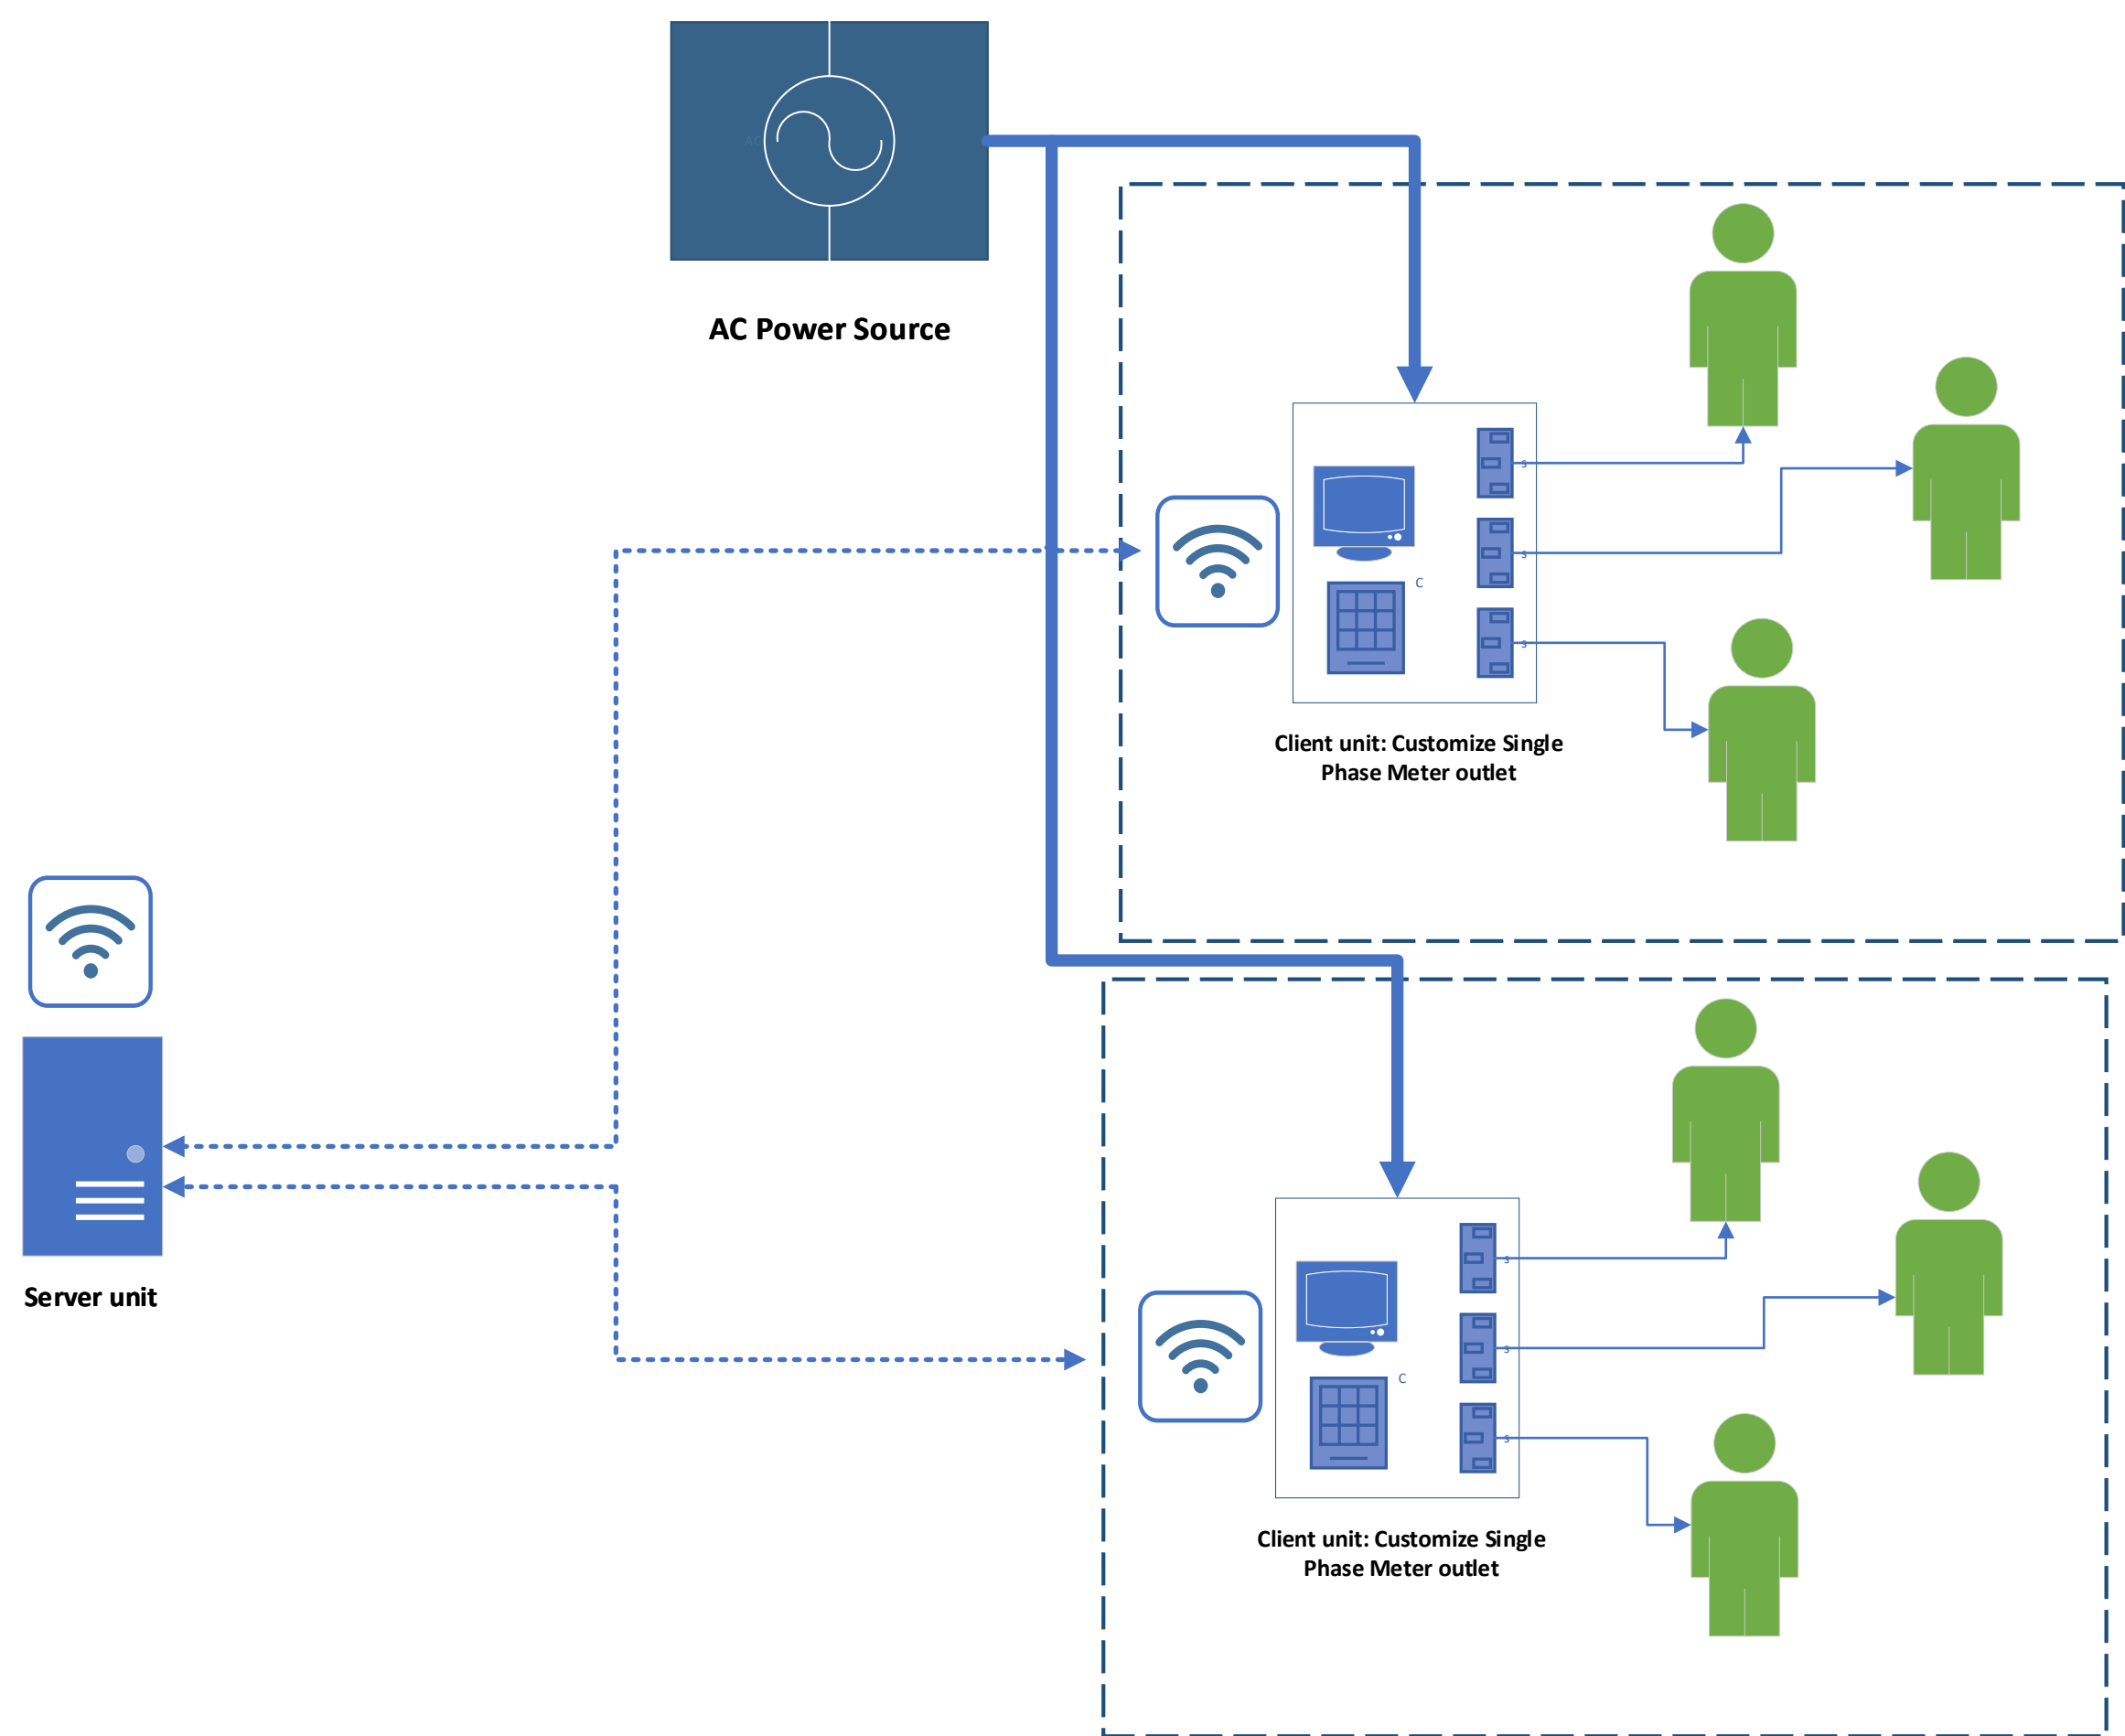 AC
AC Power Source
S
S
C
S
Client unit: Customize Single
Phase Meter outlet
Server unit
S
S
C
S
Client unit: Customize Single
Phase Meter outlet